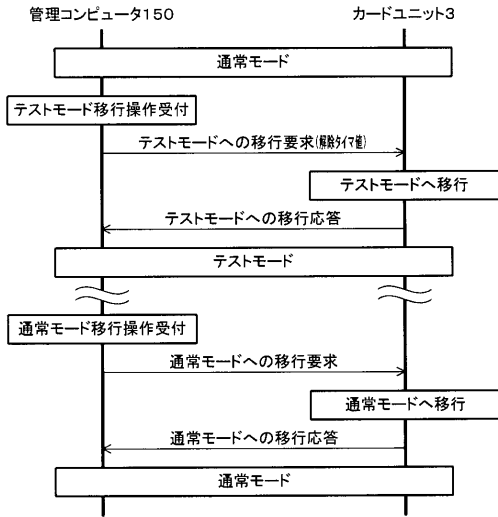 管理コンピュータ150
カードユニット3
通常モード
テストモード移行操作受付
テストモードへの移行要求(解除タイマ値)
テストモードへ移行
テストモードへの移行応答
テストモード
通常モード移行操作受付
通常モードへの移行要求
通常モードへ移行
通常モードへの移行応答
通常モード